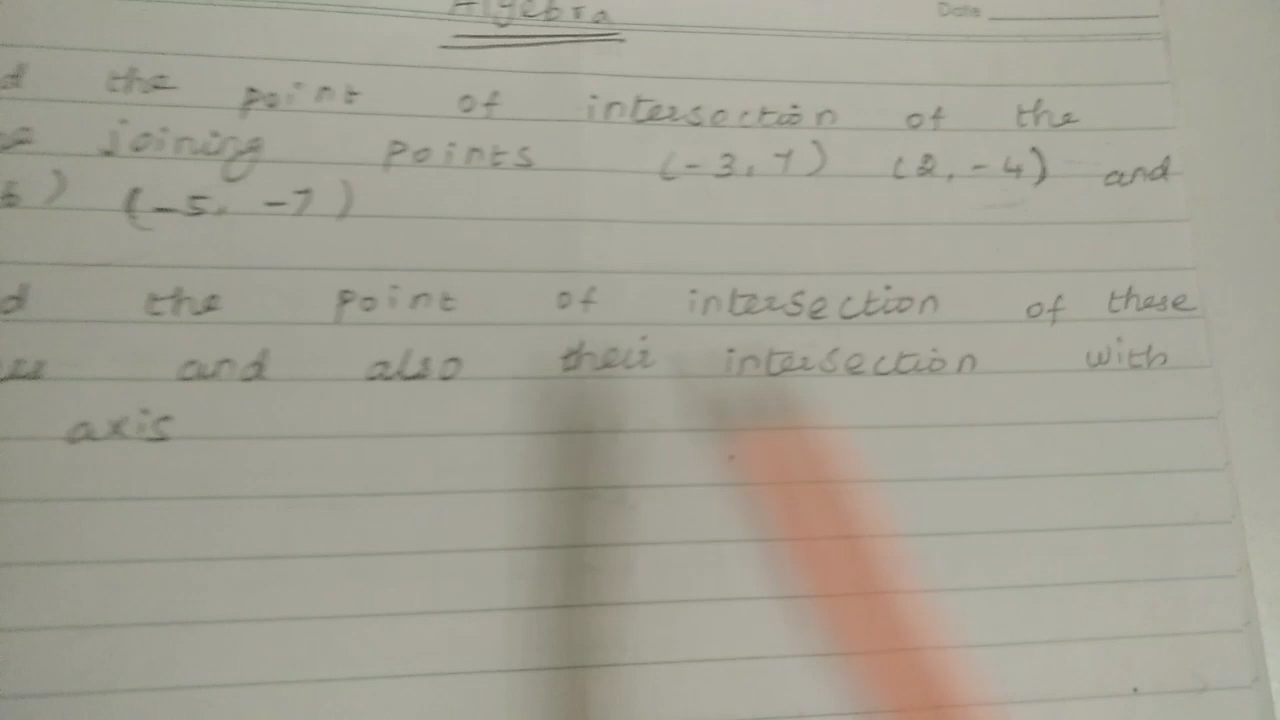 Algebra
Date
d the point of intersection of the
joining points (-3, 7) (2, -4) and
) (-5, -7)
d the point of intersection of these
and also their intersection with
axis